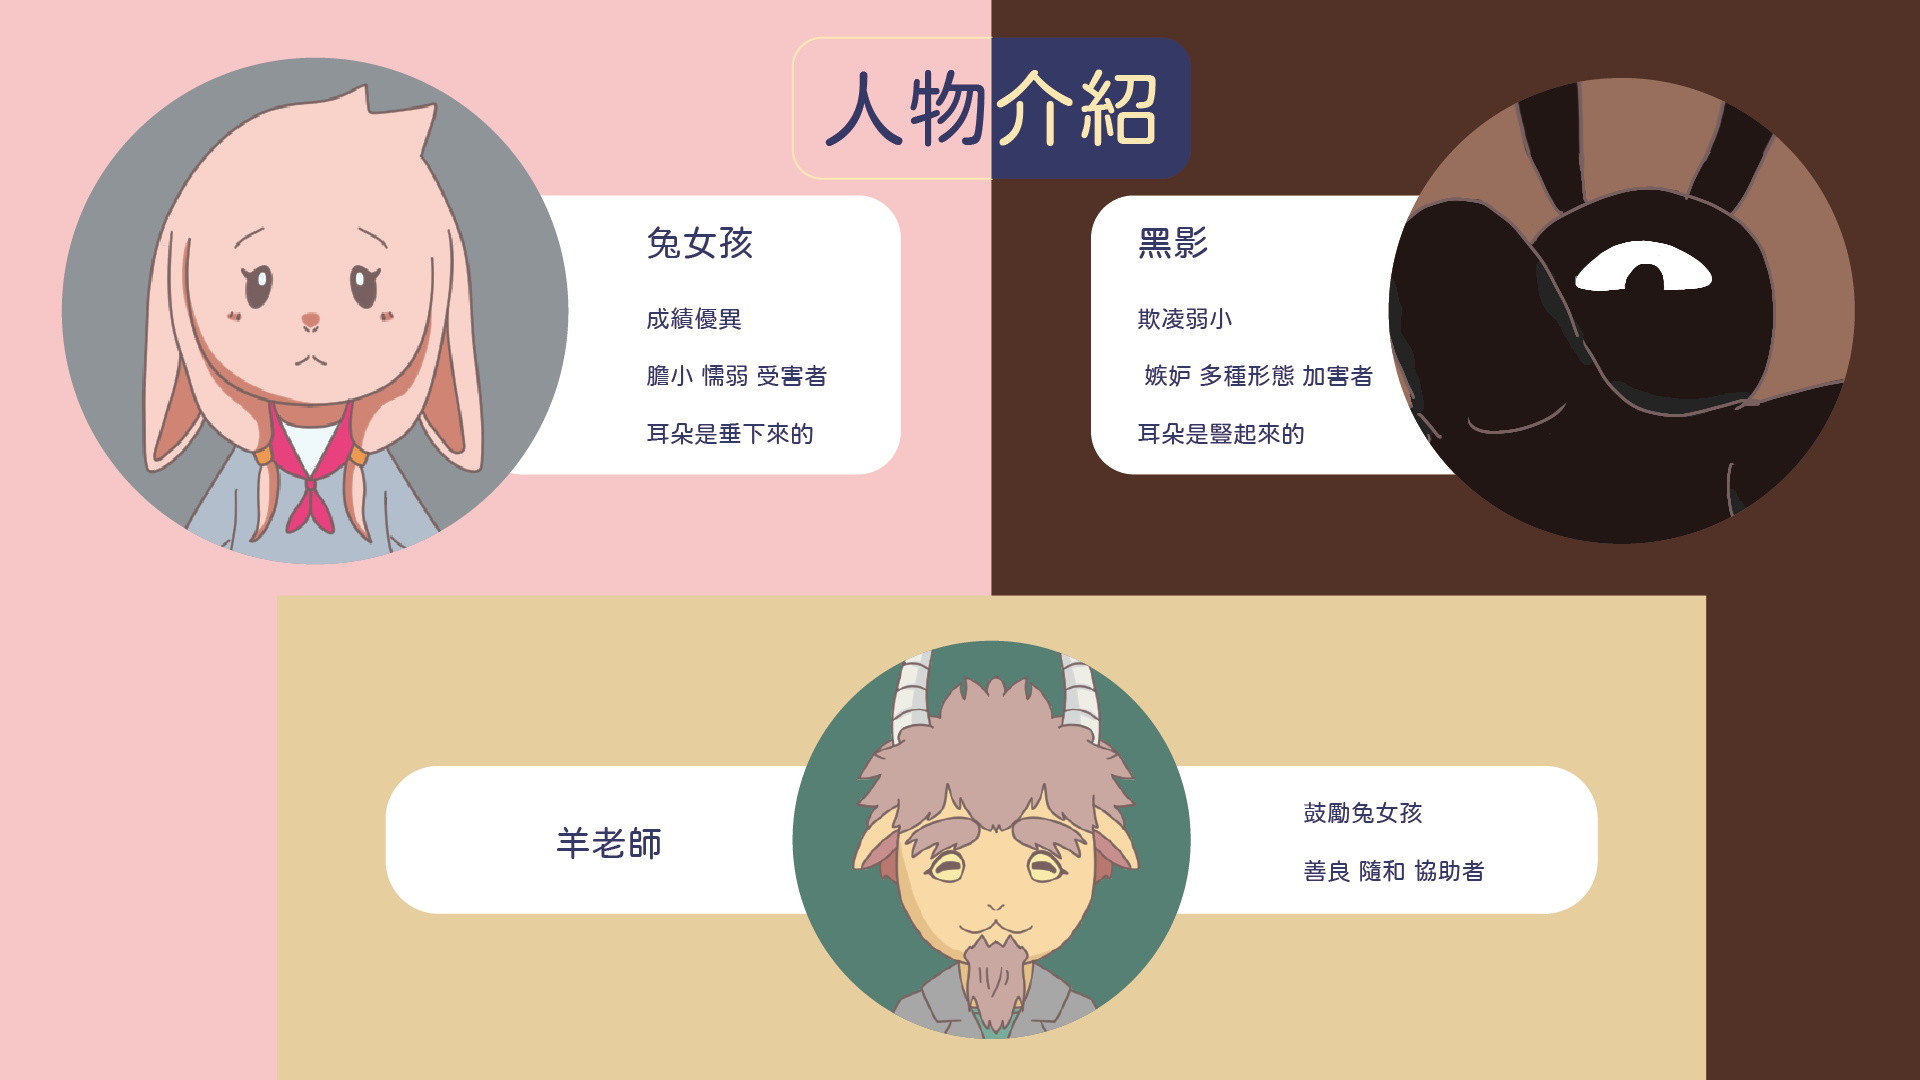 人物介紹
兔女孩
成績優異
膽小 懦弱 受害者
耳朵是垂下來的
黑影
欺凌弱小
嫉妒 多種形態 加害者
耳朵是豎起來的
羊老師
鼓勵兔女孩
善良 隨和 協助者